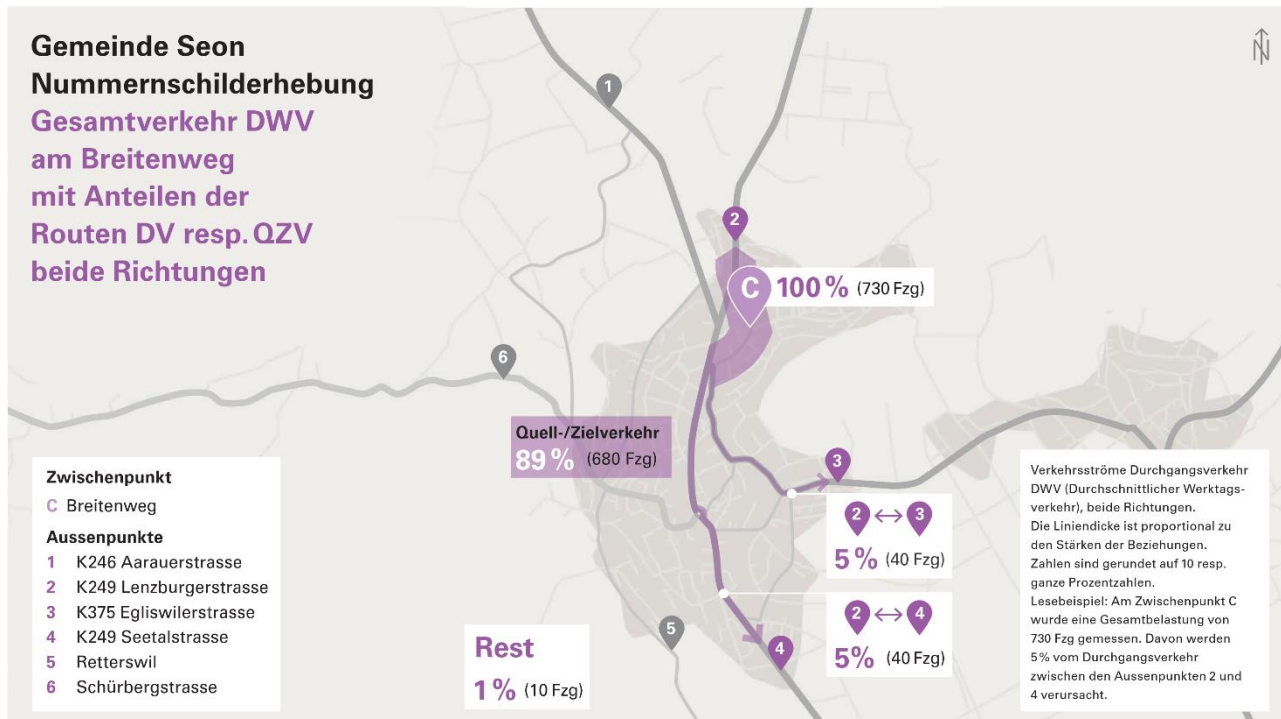 Gemeinde Seon
Nummernschilderhebung
Gesamtverkehr DWV
am Breitenweg
mit Anteilen der
Routen DV resp. QZV
beide Richtungen
N
1
2
C 100 % (730 Fzg)
6
Quell-/Zielverkehr
89 % (680 Fzg)
3
2 ↔ 3
5 % (40 Fzg)
2 ↔ 4
5 % (40 Fzg)
5
4
Rest
1 % (10 Fzg)
Zwischenpunkt
C Breitenweg
Aussenpunkte
1 K246 Aarauerstrasse
2 K249 Lenzburgerstrasse
3 K375 Egliswilerstrasse
4 K249 Seetalstrasse
5 Retterswil
6 Schürbergstrasse
Verkehrsströme Durchgangsverkehr
DWV (Durchschnittlicher Werktags-
verkehr), beide Richtungen.
Die Liniendicke ist proportional zu
den Stärken der Beziehungen.
Zahlen sind gerundet auf 10 resp.
ganze Prozentzahlen.
Lesebeispiel: Am Zwischenpunkt C
wurde eine Gesamtbelastung von
730 Fzg gemessen. Davon werden
5% vom Durchgangsverkehr
zwischen den Aussenpunkten 2 und
4 verursacht.